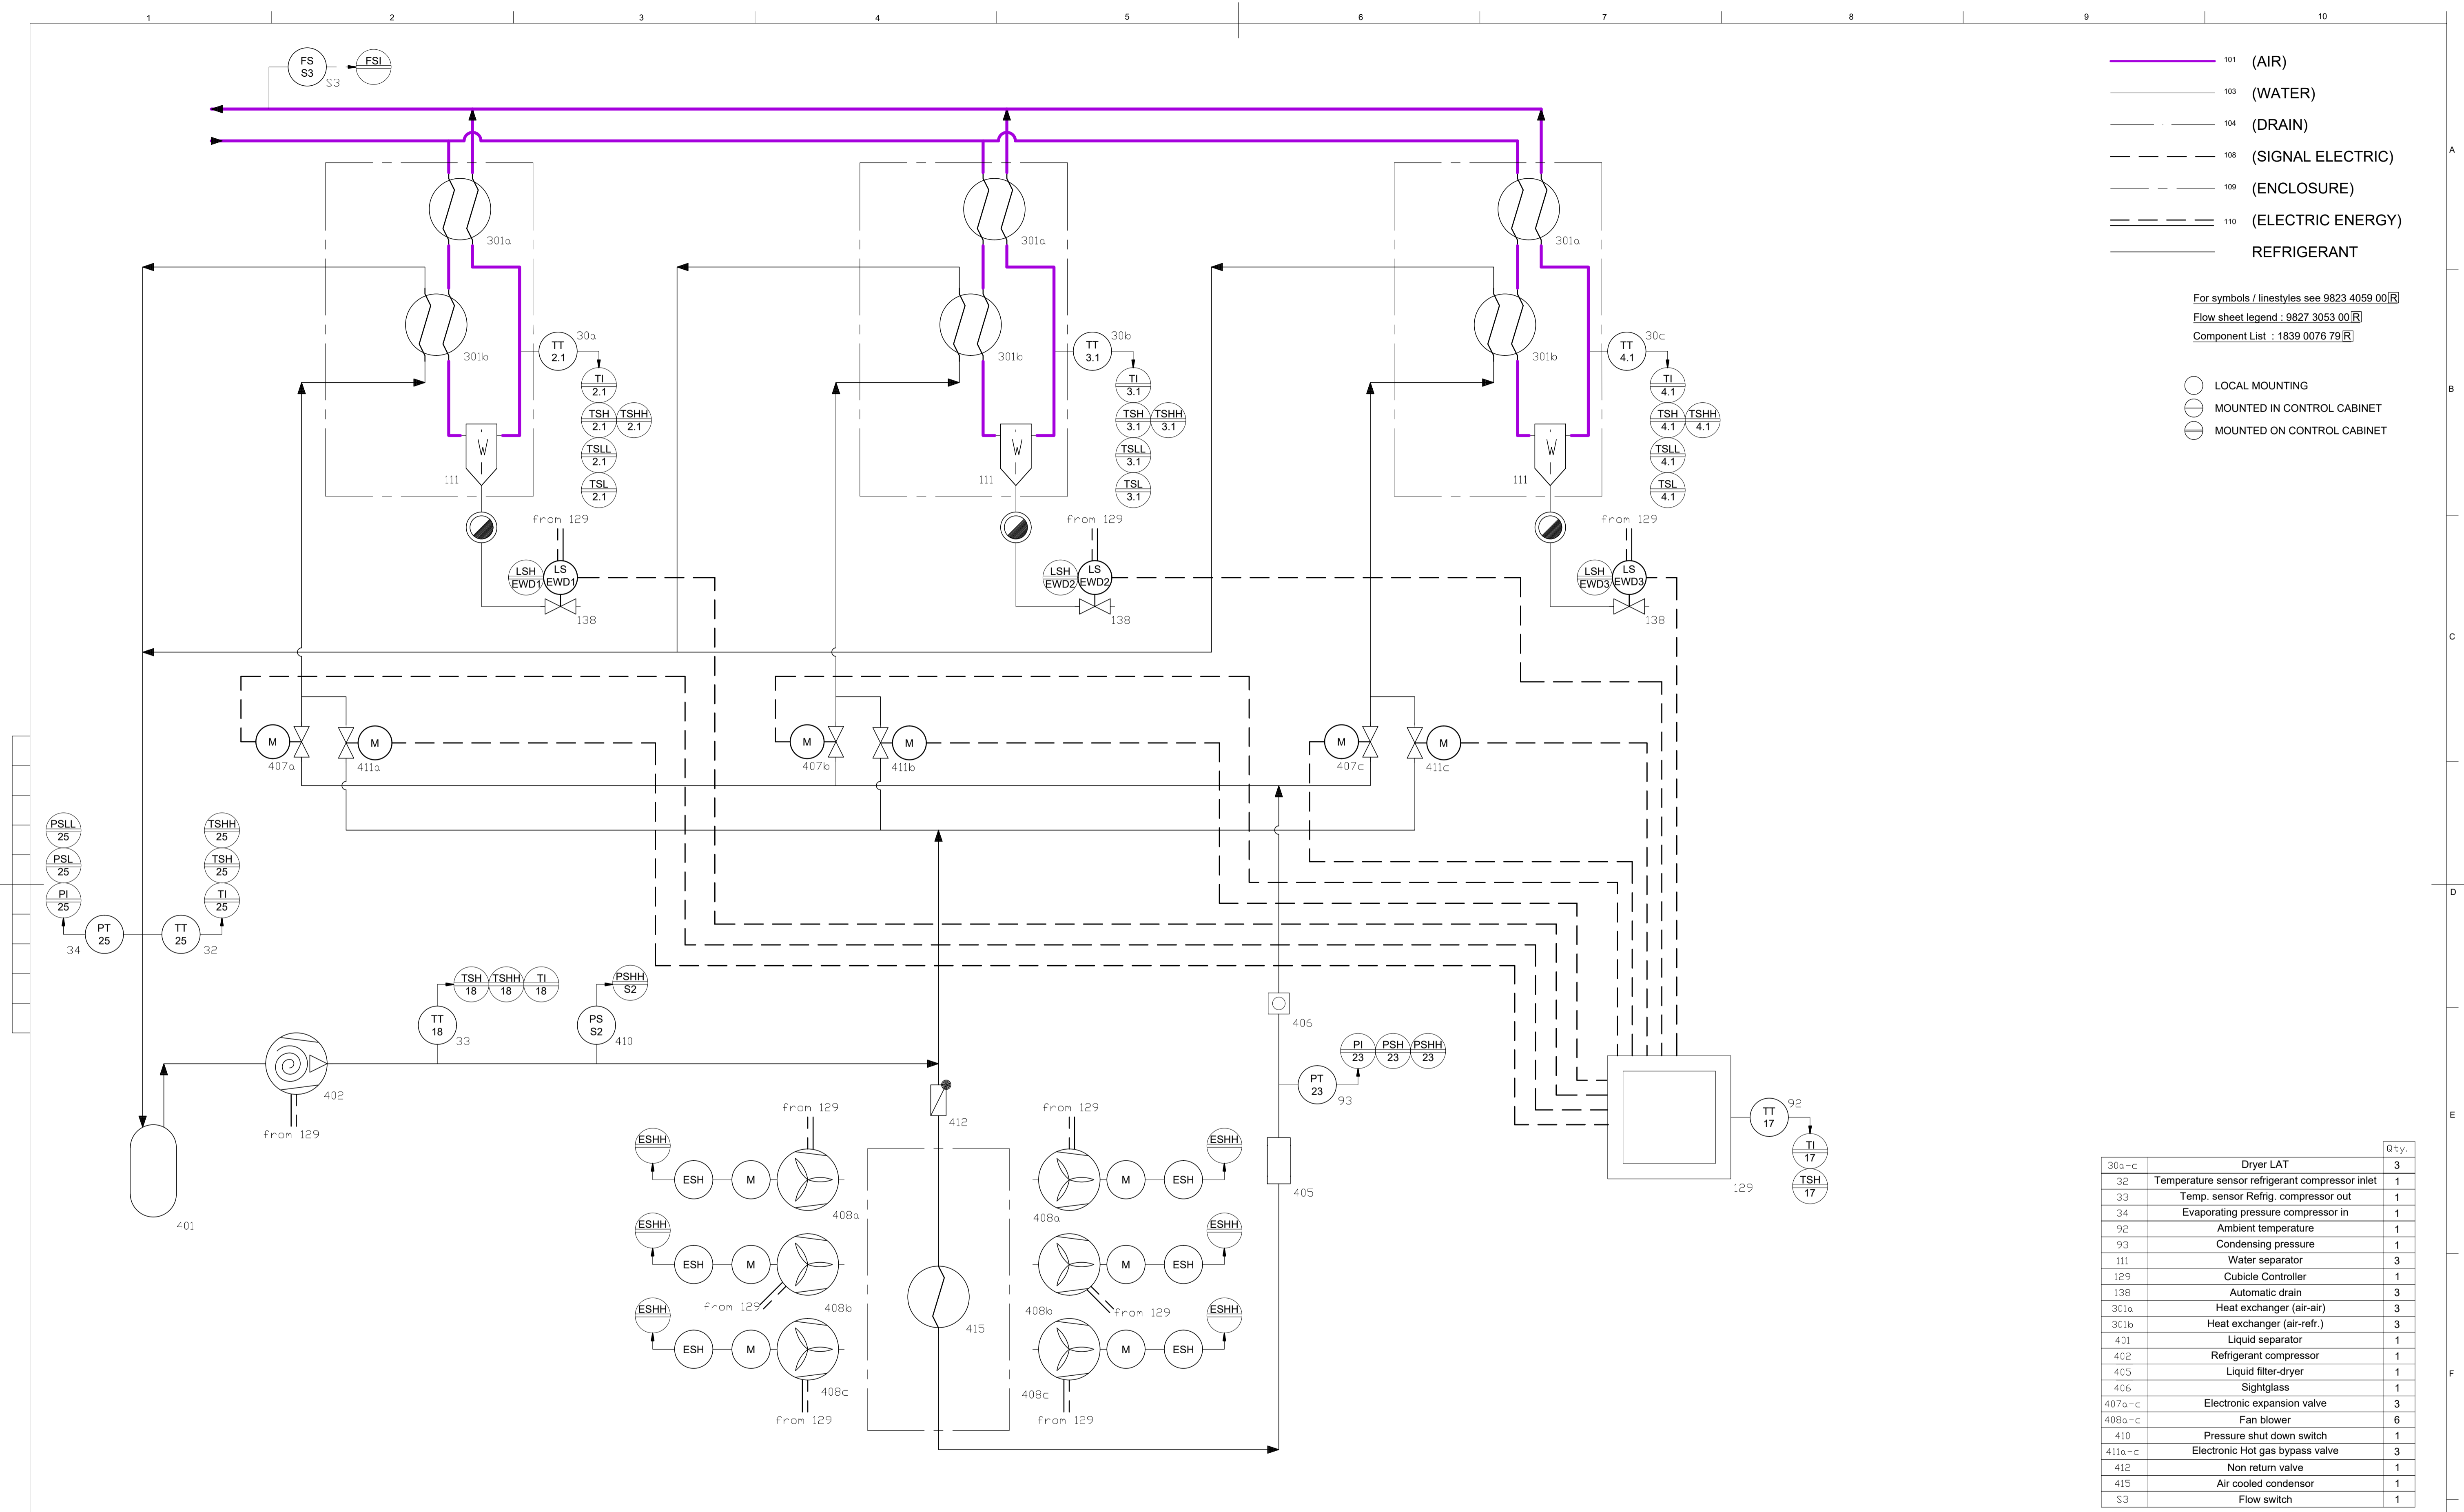 1 2 3 4 5 6 7 8 9 10
FS
S3
S3
FSI
101 (AIR)
103 (WATER)
104 (DRAIN)
108 (SIGNAL ELECTRIC)
109 (ENCLOSURE)
110 (ELECTRIC ENERGY)
REFRIGERANT
For symbols / linestyles see 9823 4059 00 R
Flow sheet legend : 9827 3053 00 R
Component List : 1839 0076 79 R
LOCAL MOUNTING
MOUNTED IN CONTROL CABINET
MOUNTED ON CONTROL CABINET
A
B
C
D
E
F
301a
301b
30a
TT
2.1
TI
2.1
TSH
2.1
TSHH
2.1
TSLL
2.1
TSL
2.1
W
111
from 129
LSH
EWD1
LS
EWD1
138
301a
301b
30b
TT
3.1
TI
3.1
TSH
3.1
TSHH
3.1
TSLL
3.1
TSL
3.1
W
111
from 129
LSH
EWD2
LS
EWD2
138
301a
301b
30c
TT
4.1
TI
4.1
TSH
4.1
TSHH
4.1
TSLL
4.1
TSL
4.1
W
111
from 129
LSH
EWD3
LS
EWD3
138
M
407a
M
411a
M
407b
M
411b
M
407c
M
411c
PSLL
25
PSL
25
PI
25
PT
25
34
TSHH
25
TSH
25
TI
25
TT
25
32
TSH
18
TSHH
18
TI
18
TT
18
33
PSHH
S2
PS
S2
410
402
from 129
401
412
406
PI
23
PSH
23
PSHH
23
PT
23
93
405
415
from 129
ESHH
ESH
M
408a
ESHH
ESH
M
from 129
408b
ESHH
ESH
M
408c
from 129
from 129
ESHH
M
ESH
408a
ESHH
M
ESH
408b
from 129
ESHH
M
ESH
408c
from 129
129
TT
17
92
TI
17
TSH
17
Qty.
30a-c Dryer LAT 3
32 Temperature sensor refrigerant compressor inlet 1
33 Temp. sensor Refrig. compressor out 1
34 Evaporating pressure compressor in 1
92 Ambient temperature 1
93 Condensing pressure 1
111 Water separator 3
129 Cubicle Controller 1
138 Automatic drain 3
301a Heat exchanger (air-air) 3
301b Heat exchanger (air-refr.) 3
401 Liquid separator 1
402 Refrigerant compressor 1
405 Liquid filter-dryer 1
406 Sightglass 1
407a-c Electronic expansion valve 3
408a-c Fan blower 6
410 Pressure shut down switch 1
411a-c Electronic Hot gas bypass valve 3
412 Non return valve 1
415 Air cooled condensor 1
S3 Flow switch 1